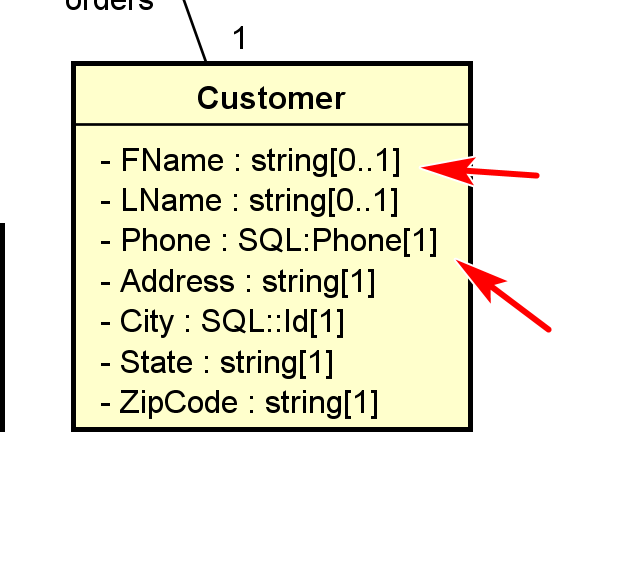 orders
1
Customer
- FName : string[0..1]
- LName : string[0..1]
- Phone : SQL:Phone[1]
- Address : string[1]
- City : SQL::Id[1]
- State : string[1]
- ZipCode : string[1]